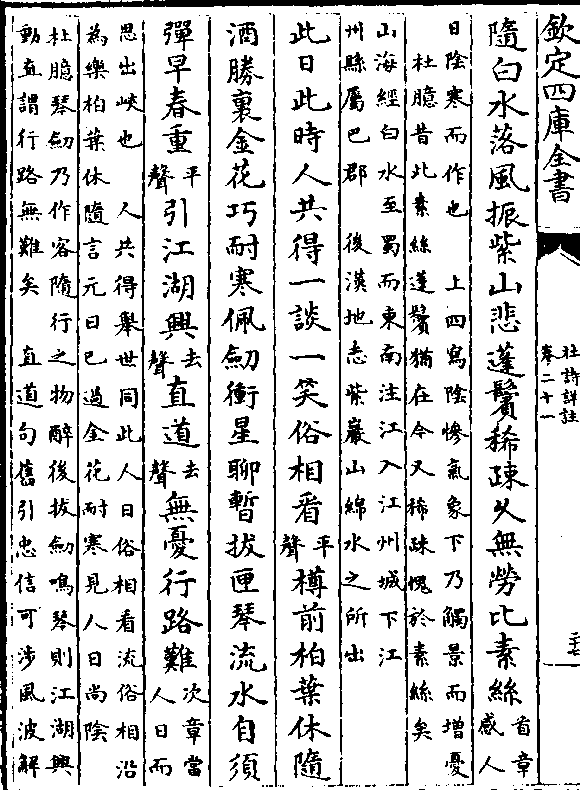 欽定四庫全書
杜詩詳註
卷二十一
隨白水落風振紫山悲蓬鬢稀疎久無勞比素絲首章感人
日陰寒而作也　上四寫陰慘氣象下乃觸景而增憂
杜臆昔比素絲蓬鬢猶在今又稀疎愧於素絲矣
山海經白水至蜀而東南注江入江州城下江
州縣屬巴郡　後漢地志紫巖山綿水之所出
此日此時人共得一談一笑俗相看平聲樽前柏葉休隨
酒勝裏金花巧耐寒佩劍衝星聊暫拔匣琴流水自須
彈早春重平聲引江湖興去聲直道去聲無憂行路難次章當人日而
思出峽也　人共得舉世同此人日俗相看流俗相沿
為樂柏葉休隨言元日已過金花耐寒見人日尚陰
杜臆琴劍乃作客隨行之物醉後拔劍鳴琴則江湖興
動直謂行路無難矣　直道句舊引忠信可涉風波解